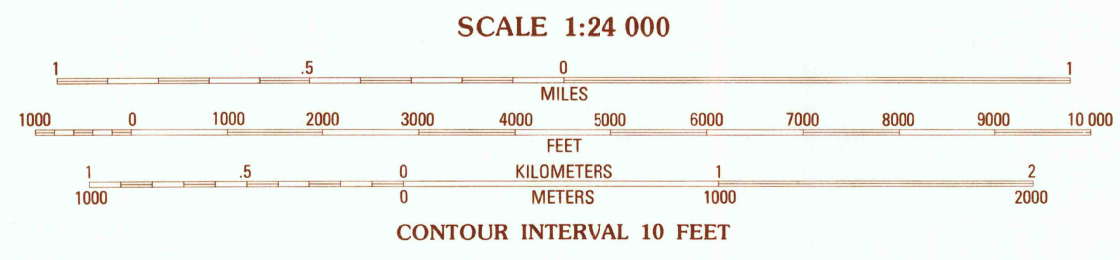 SCALE 1:24 000
1 .5 0 1
MILES
1000 0 1000 2000 3000 4000 5000 6000 7000 8000 9000 10 000
FEET
1 .5 0 KILOMETERS 1 2
1000 0 METERS 1000 2000
CONTOUR INTERVAL 10 FEET